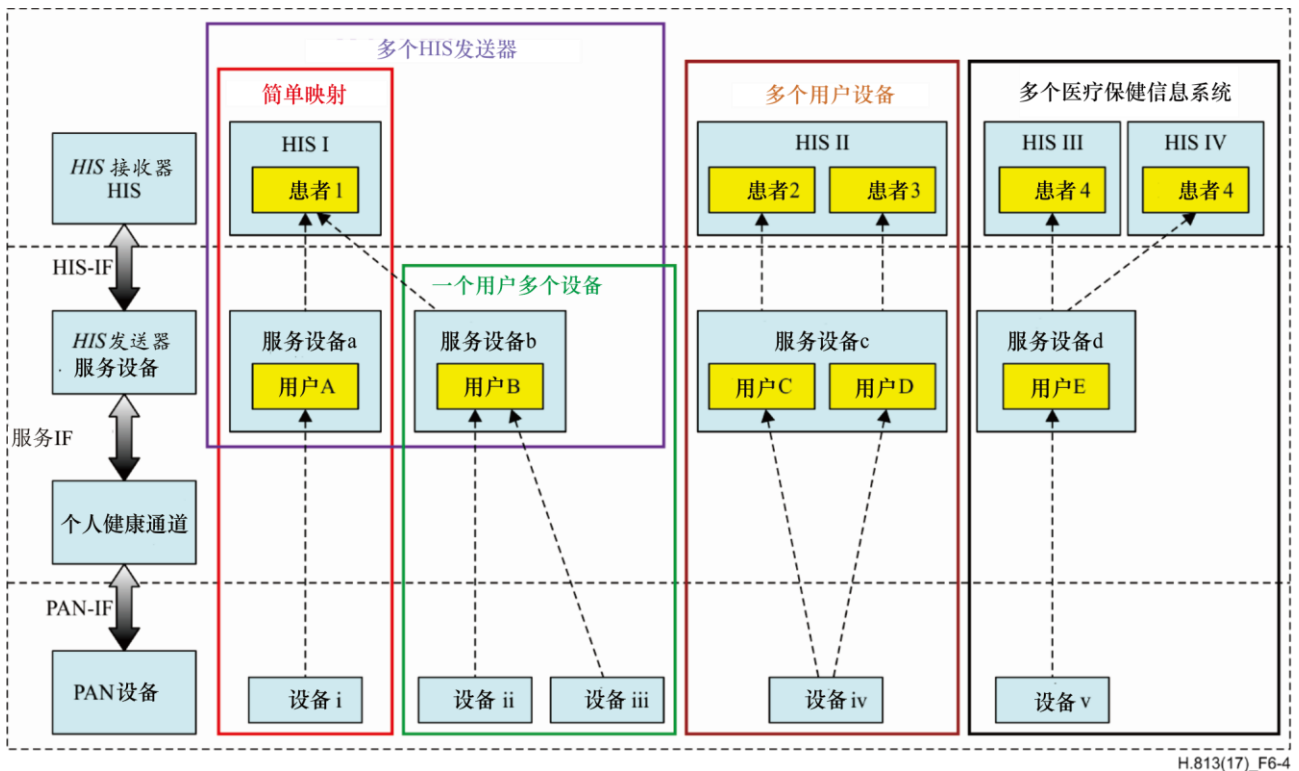 多个HIS发送器
简单映射
多个用户设备
多个医疗保健信息系统
HIS 接收器
HIS
HIS I
患者1
HIS II
患者2
患者3
HIS III
患者4
HIS IV
患者4
HIS-IF
一个用户多个设备
HIS发送器
服务设备
服务设备a
用户A
服务设备b
用户B
服务设备c
用户C
用户D
服务设备d
用户E
服务IF
个人健康通道
PAN-IF
PAN设备
设备 i
设备 ii
设备 iii
设备iv
设备 v
H.813(17)_F6-4